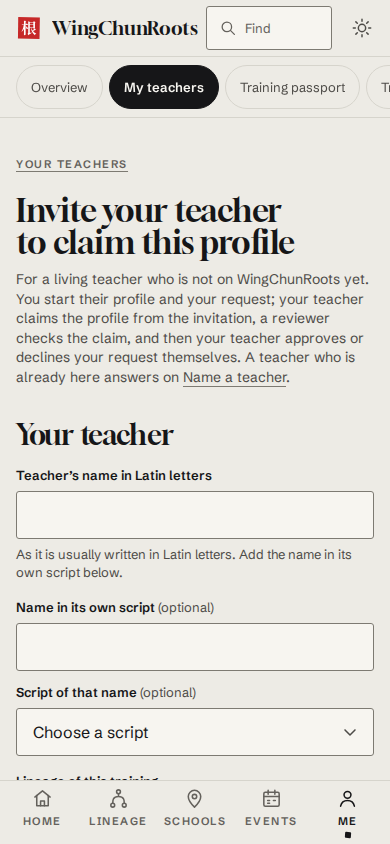 根 WingChunRoots Find
Overview My teachers Training passport
YOUR TEACHERS
Invite your teacher
to claim this profile
For a living teacher who is not on WingChunRoots yet.
You start their profile and your request; your teacher
claims the profile from the invitation, a reviewer
checks the claim, and then your teacher approves or
declines your request themselves. A teacher who is
already here answers on Name a teacher.
Your teacher
Teacher’s name in Latin letters
As it is usually written in Latin letters. Add the name in its
own script below.
Name in its own script (optional)
Script of that name (optional)
Choose a script
Lineage of this training
HOME LINEAGE SCHOOLS EVENTS ME